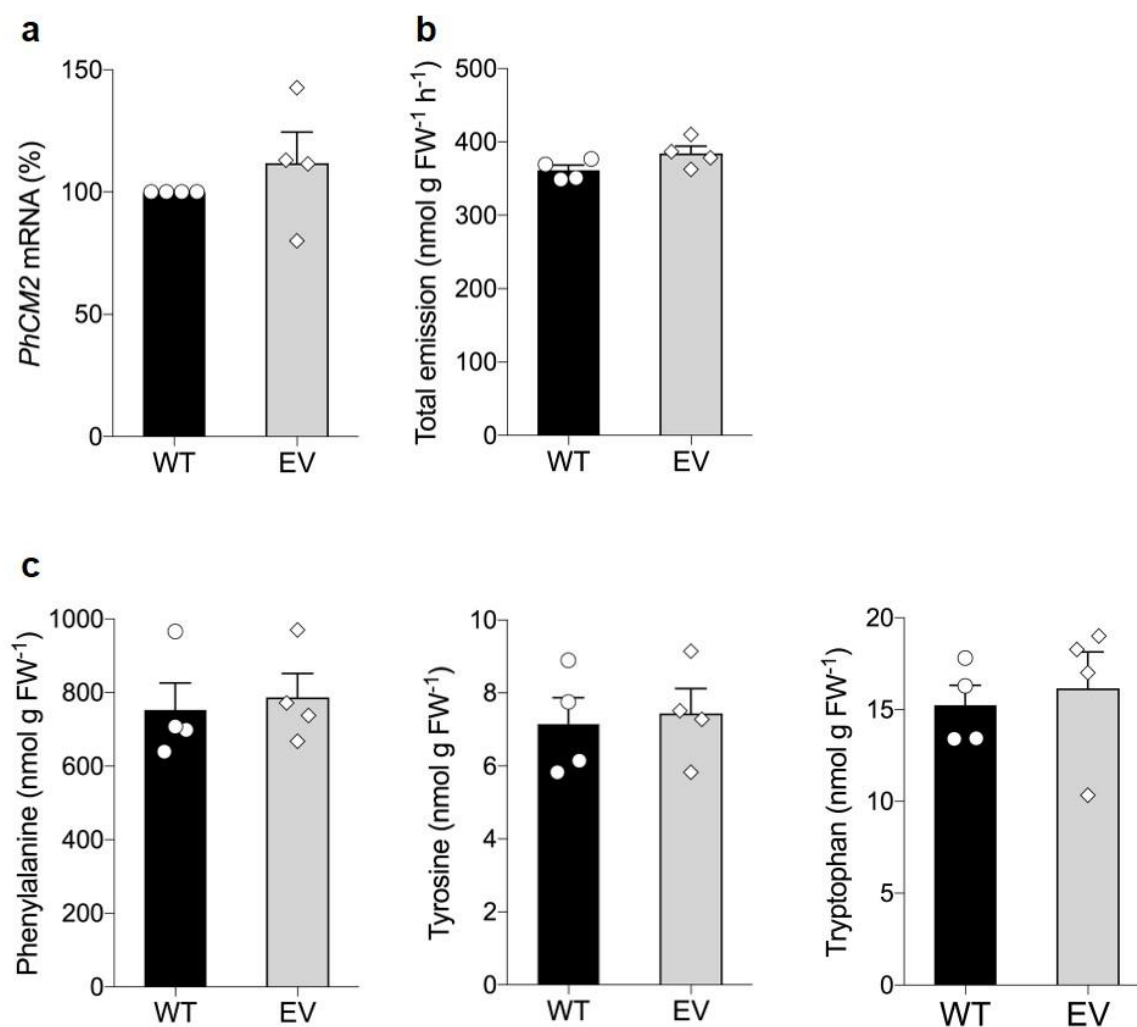 a
PhCM2 mRNA (%)
150
100
50
0
WT EV
b
Total emission (nmol g FW⁻¹ h⁻¹)
500
400
300
200
100
0
WT EV
c
Phenylalanine (nmol g FW⁻¹)
1000
800
600
400
200
0
WT EV
Tyrosine (nmol g FW⁻¹)
10
8
6
4
2
0
WT EV
Tryptophan (nmol g FW⁻¹)
20
15
10
5
0
WT EV